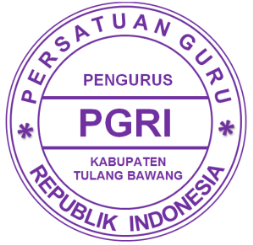 PERSATUAN GURU
PENGURUS
PGRI
KABUPATEN
TULANG BAWANG
* REPUBLIK INDONESIA *